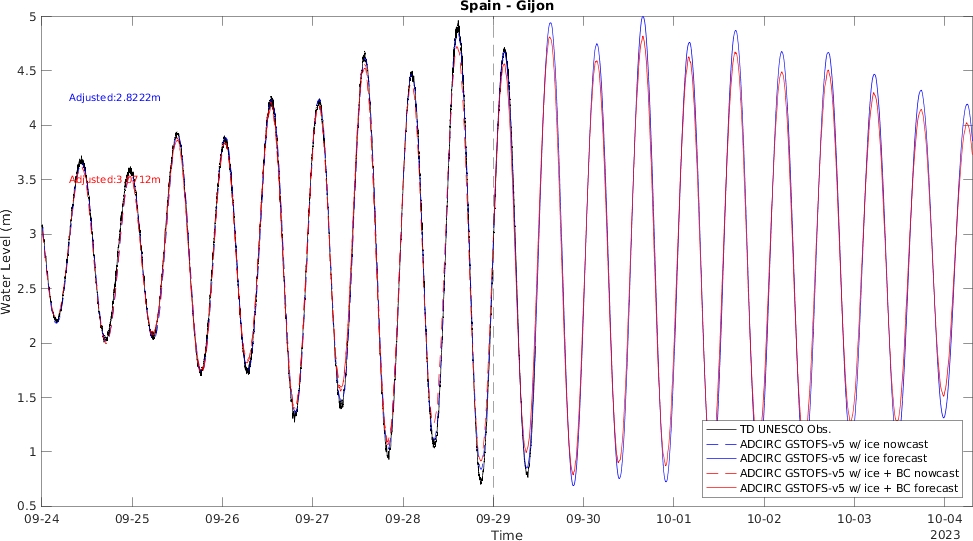 Spain - Gijon
5
4.5
4
3.5
3
2.5
2
1.5
1
0.5
Water Level (m)
Adjusted:2.8222m
TD UNESCO Obs.
ADCIRC GSTOFS-v5 w/ ice nowcast
ADCIRC GSTOFS-v5 w/ ice forecast
ADCIRC GSTOFS-v5 w/ ice + BC nowcast
ADCIRC GSTOFS-v5 w/ ice + BC forecast
09-24 09-25 09-26 09-27 09-28 09-29 09-30 10-01 10-02 10-03 10-04
Time
2023